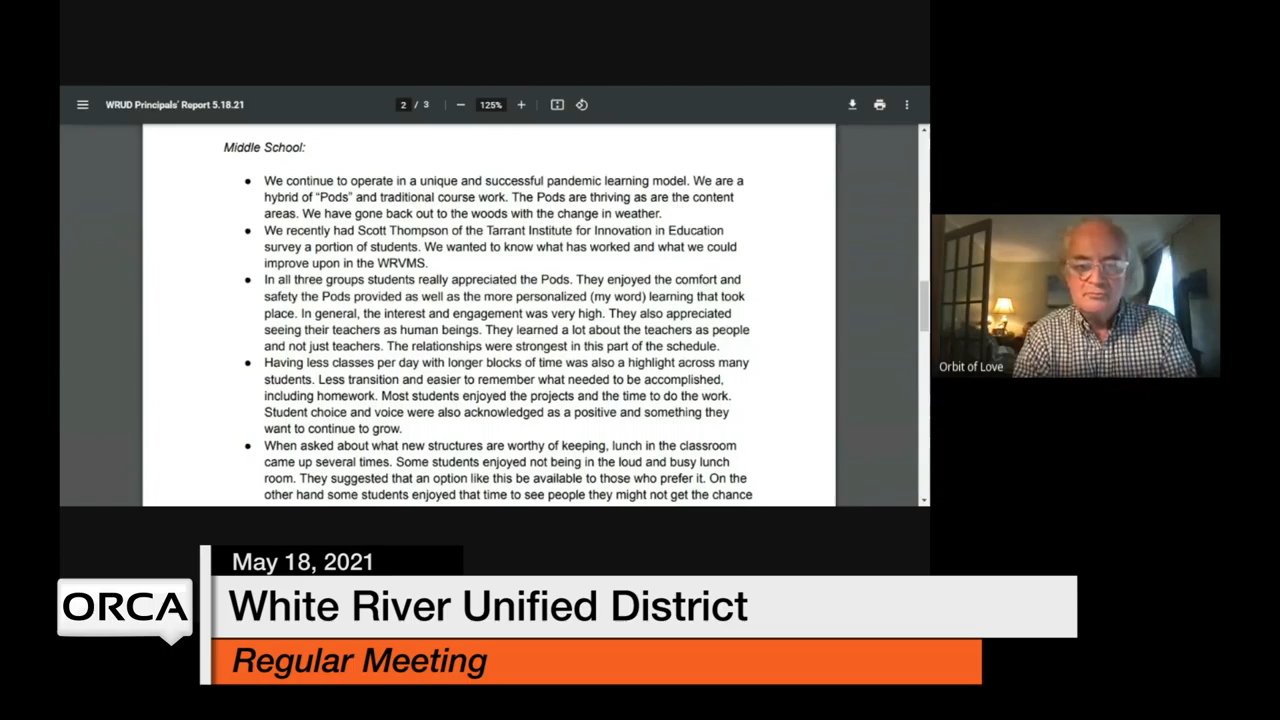 WRUD Principals' Report 5.18.21
2 / 3
125%
Middle School:
● We continue to operate in a unique and successful pandemic learning model. We are a
hybrid of "Pods" and traditional course work. The Pods are thriving as are the content
areas. We have gone back out to the woods with the change in weather.
● We recently had Scott Thompson of the Tarrant Institute for Innovation in Education
survey a portion of students. We wanted to know what has worked and what we could
improve upon in the WRVMS.
● In all three groups students really appreciated the Pods. They enjoyed the comfort and
safety the Pods provided as well as the more personalized (my word) learning that took
place. In general, the interest and engagement was very high. They also appreciated
seeing their teachers as human beings. They learned a lot about the teachers as people
and not just teachers. The relationships were strongest in this part of the schedule.
● Having less classes per day with longer blocks of time was also a highlight across many
students. Less transition and easier to remember what needed to be accomplished,
including homework. Most students enjoyed the projects and the time to do the work.
Student choice and voice were also acknowledged as a positive and something they
want to continue to grow.
● When asked about what new structures are worthy of keeping, lunch in the classroom
came up several times. Some students enjoyed not being in the loud and busy lunch
room. They suggested that an option like this be available to those who prefer it. On the
other hand some students enjoyed that time to see people they might not get the chance
Orbit of Love
May 18, 2021
ORCA
White River Unified District
Regular Meeting